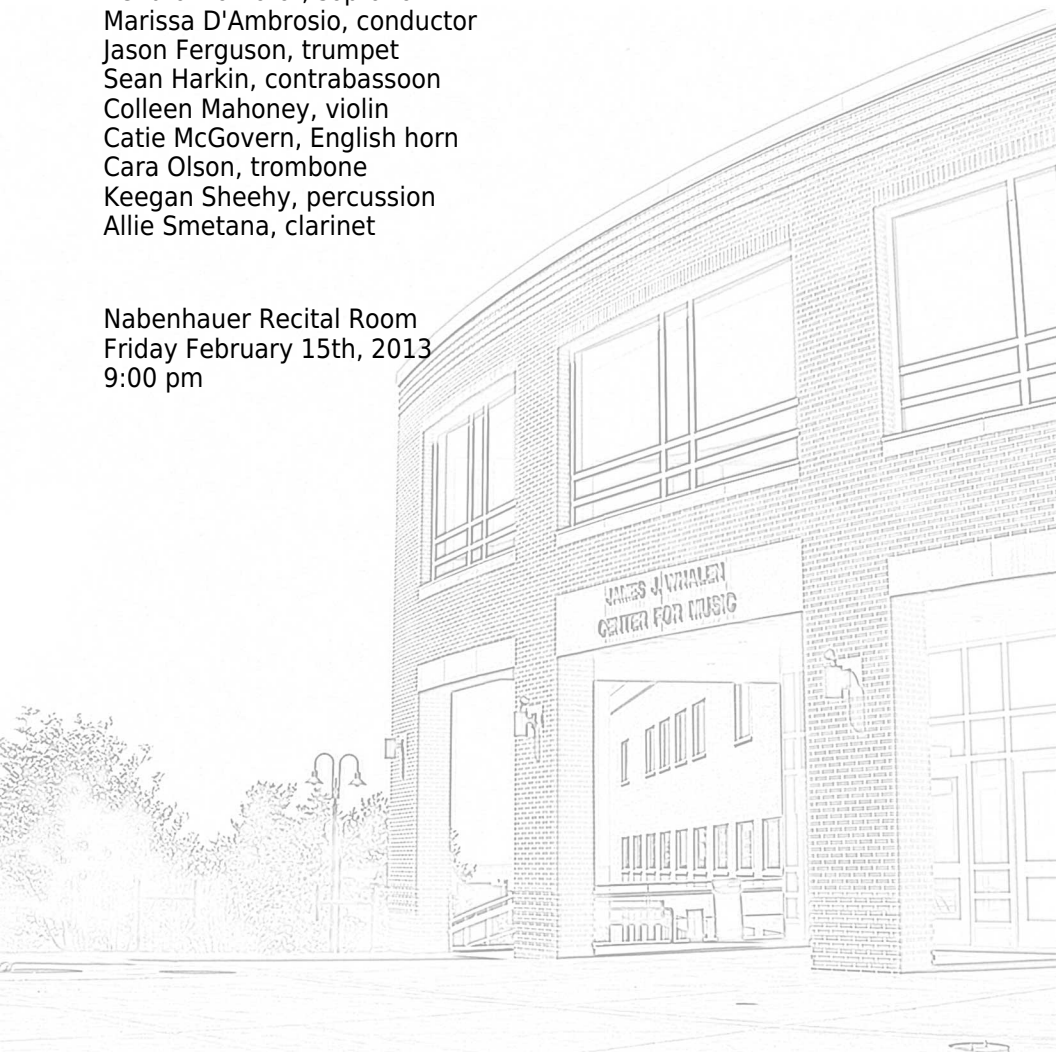 Marissa D'Ambrosio, conductor
Jason Ferguson, trumpet
Sean Harkin, contrabassoon
Colleen Mahoney, violin
Catie McGovern, English horn
Cara Olson, trombone
Keegan Sheehy, percussion
Allie Smetana, clarinet
Nabenhauer Recital Room
Friday February 15th, 2013
9:00 pm
JAMES J. WHALEN
CENTER FOR MUSIC